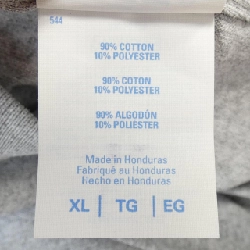 544
90% COTTON
10% POLYESTER
90% COTON
10% POLYESTER
90% ALGODÓN
10% POLIESTER
Made in Honduras
Fabriqué au Honduras
Hecho en Honduras
XL | TG | EG